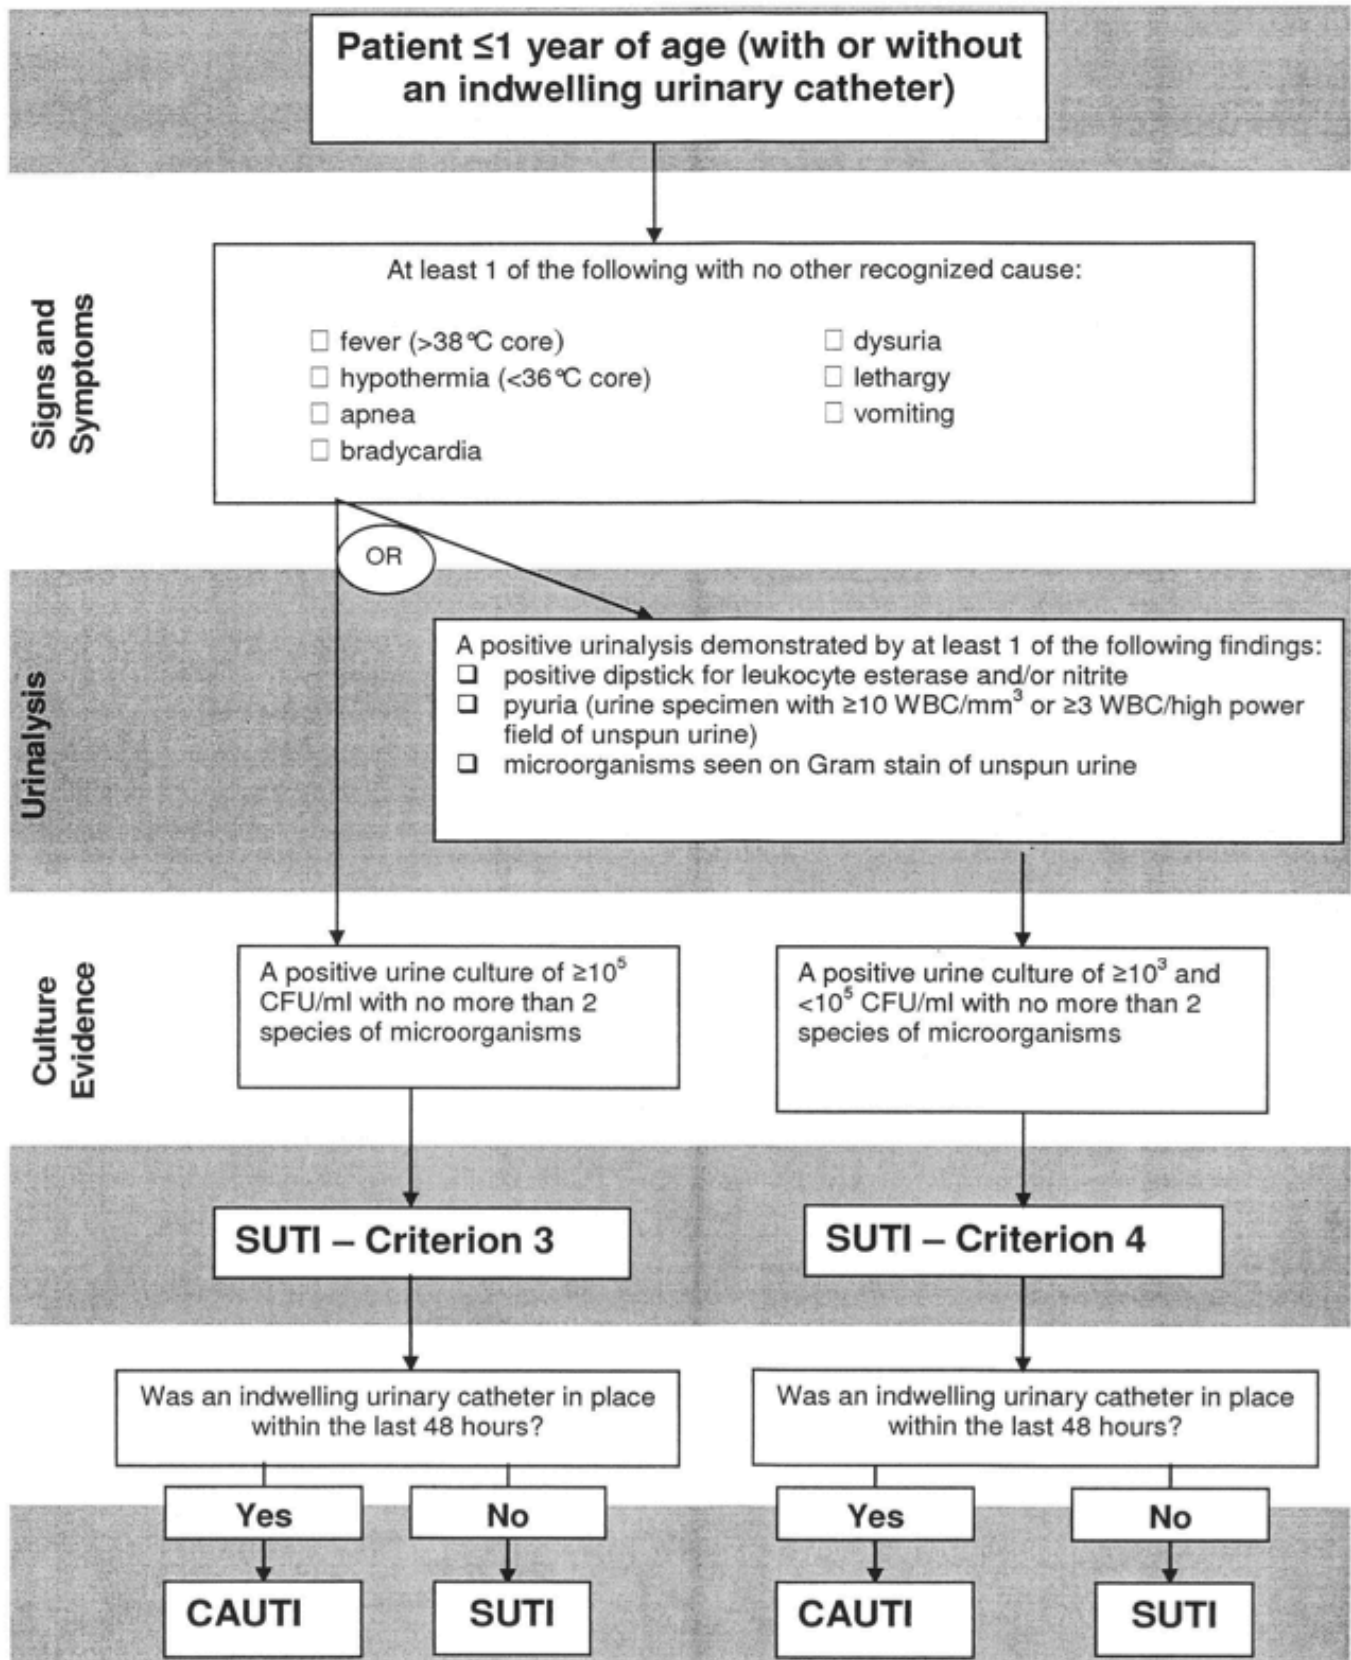 Patient ≤1 year of age (with or without
an indwelling urinary catheter)
Signs and
Symptoms
At least 1 of the following with no other recognized cause:
☐ fever (>38°C core)
☐ hypothermia (<36°C core)
☐ apnea
☐ bradycardia
☐ dysuria
☐ lethargy
☐ vomiting
OR
Urinalysis
A positive urinalysis demonstrated by at least 1 of the following findings:
❑ positive dipstick for leukocyte esterase and/or nitrite
❑ pyuria (urine specimen with ≥10 WBC/mm³ or ≥3 WBC/high power
field of unspun urine)
❑ microorganisms seen on Gram stain of unspun urine
Culture
Evidence
A positive urine culture of ≥10⁵
CFU/ml with no more than 2
species of microorganisms
A positive urine culture of ≥10³ and
<10⁵ CFU/ml with no more than 2
species of microorganisms
SUTI – Criterion 3
SUTI – Criterion 4
Was an indwelling urinary catheter in place
within the last 48 hours?
Was an indwelling urinary catheter in place
within the last 48 hours?
Yes
No
Yes
No
CAUTI
SUTI
CAUTI
SUTI